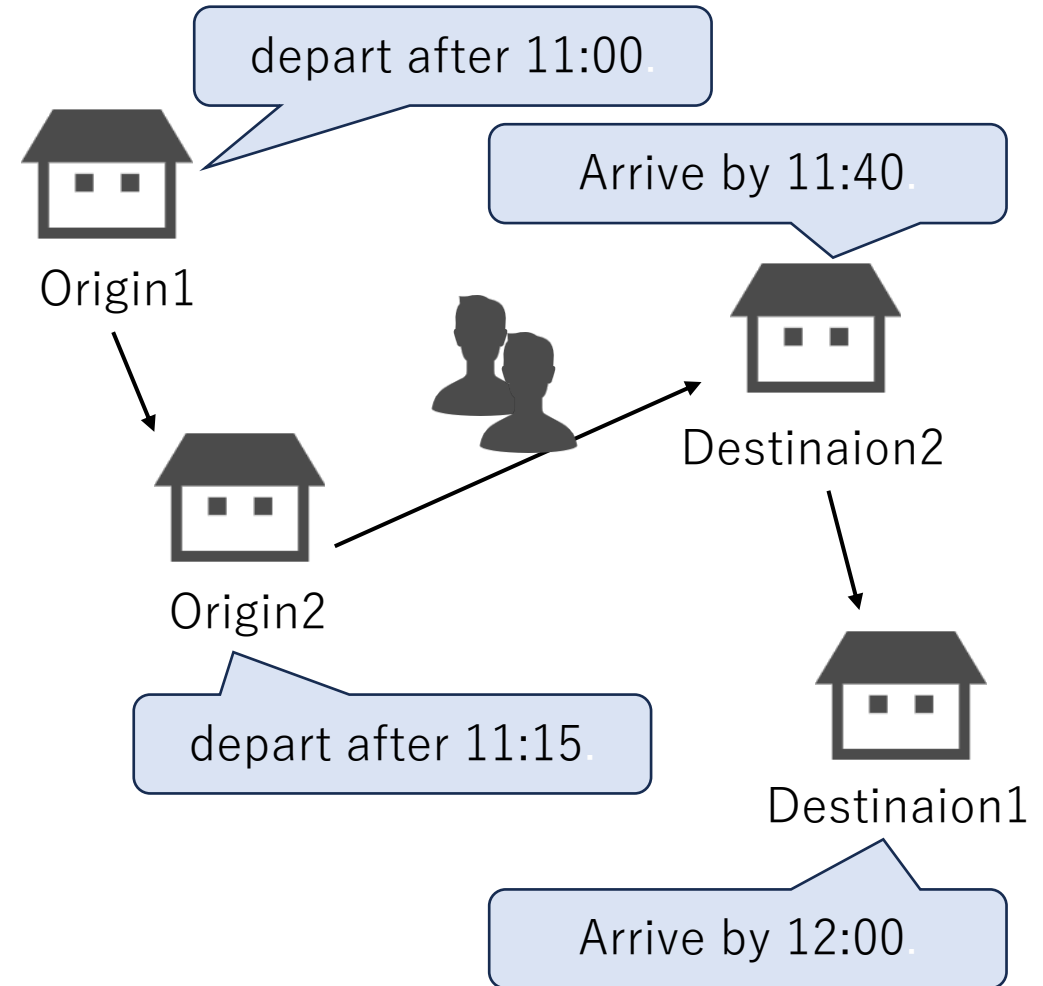 depart after 11:00.
Arrive by 11:40.
Origin1
Destinaion2
Origin2
depart after 11:15.
Destinaion1
Arrive by 12:00.